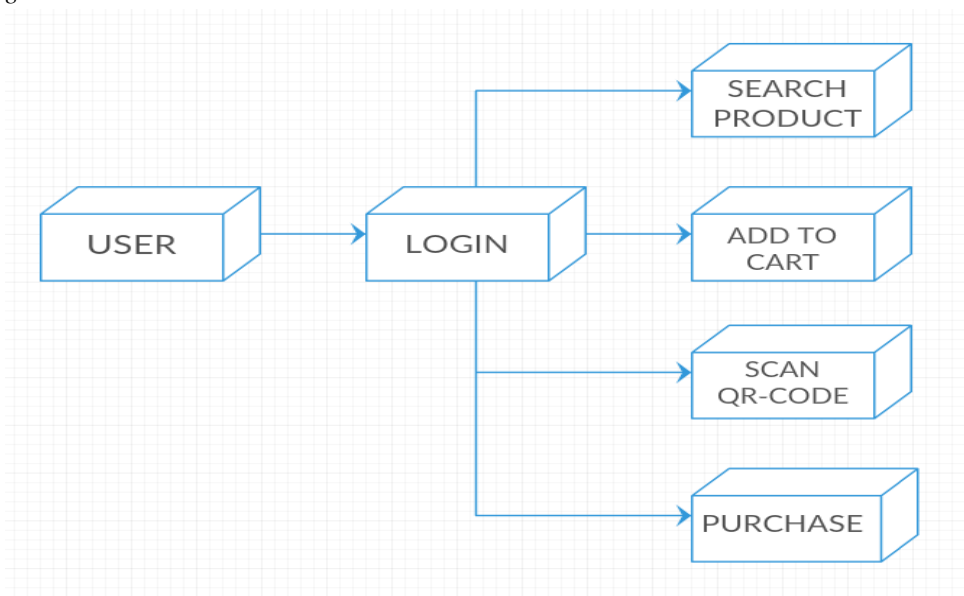 USER
LOGIN
SEARCH
PRODUCT
ADD TO
CART
SCAN
QR-CODE
PURCHASE